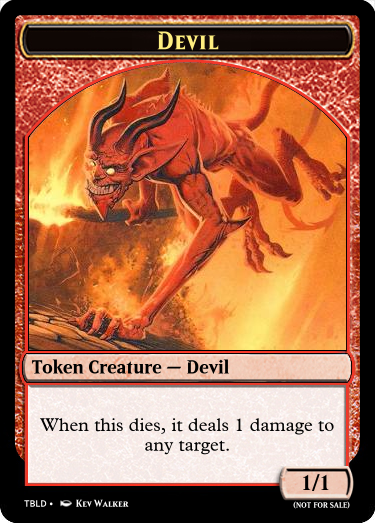 Devil
Token Creature — Devil
When this dies, it deals 1 damage to
any target.
1/1
TBLD • Kev Walker
(NOT FOR SALE)